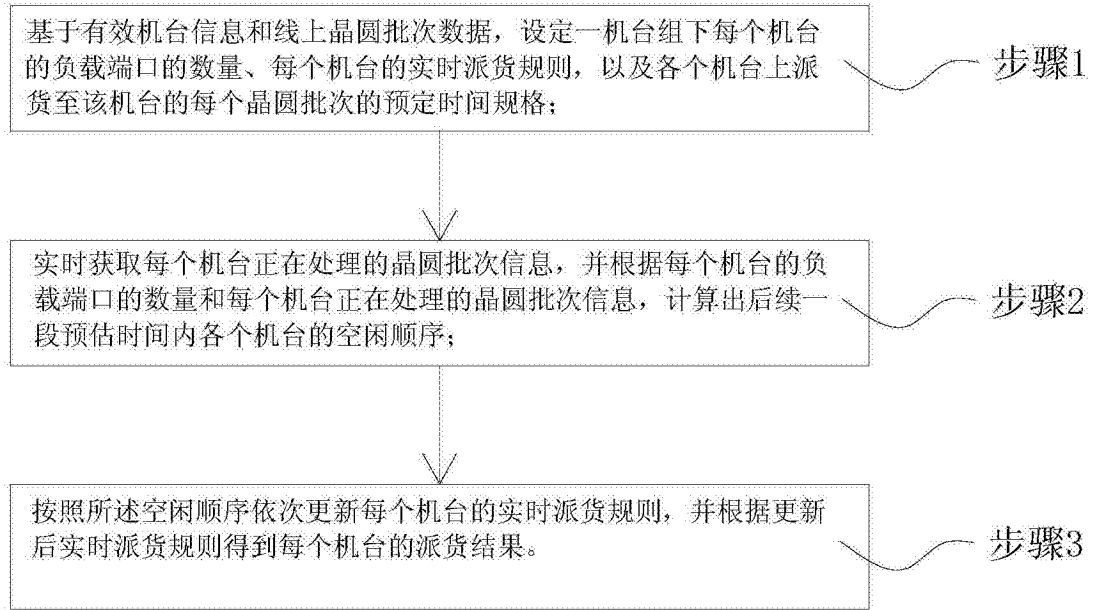 基于有效机台信息和线上晶圆批次数据，设定一机台组下每个机台
的负载端口的数量、每个机台的实时派货规则，以及各个机台上派
货至该机台的每个晶圆批次的预定时间规格；
步骤1
实时获取每个机台正在处理的晶圆批次信息，并根据每个机台的负
载端口的数量和每个机台正在处理的晶圆批次信息，计算出后续一
段预估时间内各个机台的空闲顺序；
步骤2
按照所述空闲顺序依次更新每个机台的实时派货规则，并根据更新
后实时派货规则得到每个机台的派货结果。
步骤3